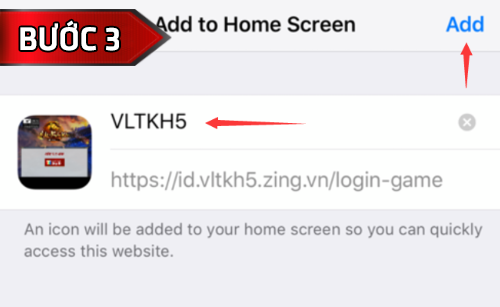 BƯỚC 3
Add to Home Screen
Add
VLTKH5
https://id.vltkh5.zing.vn/login-game
An icon will be added to your home screen so you can quickly
access this website.